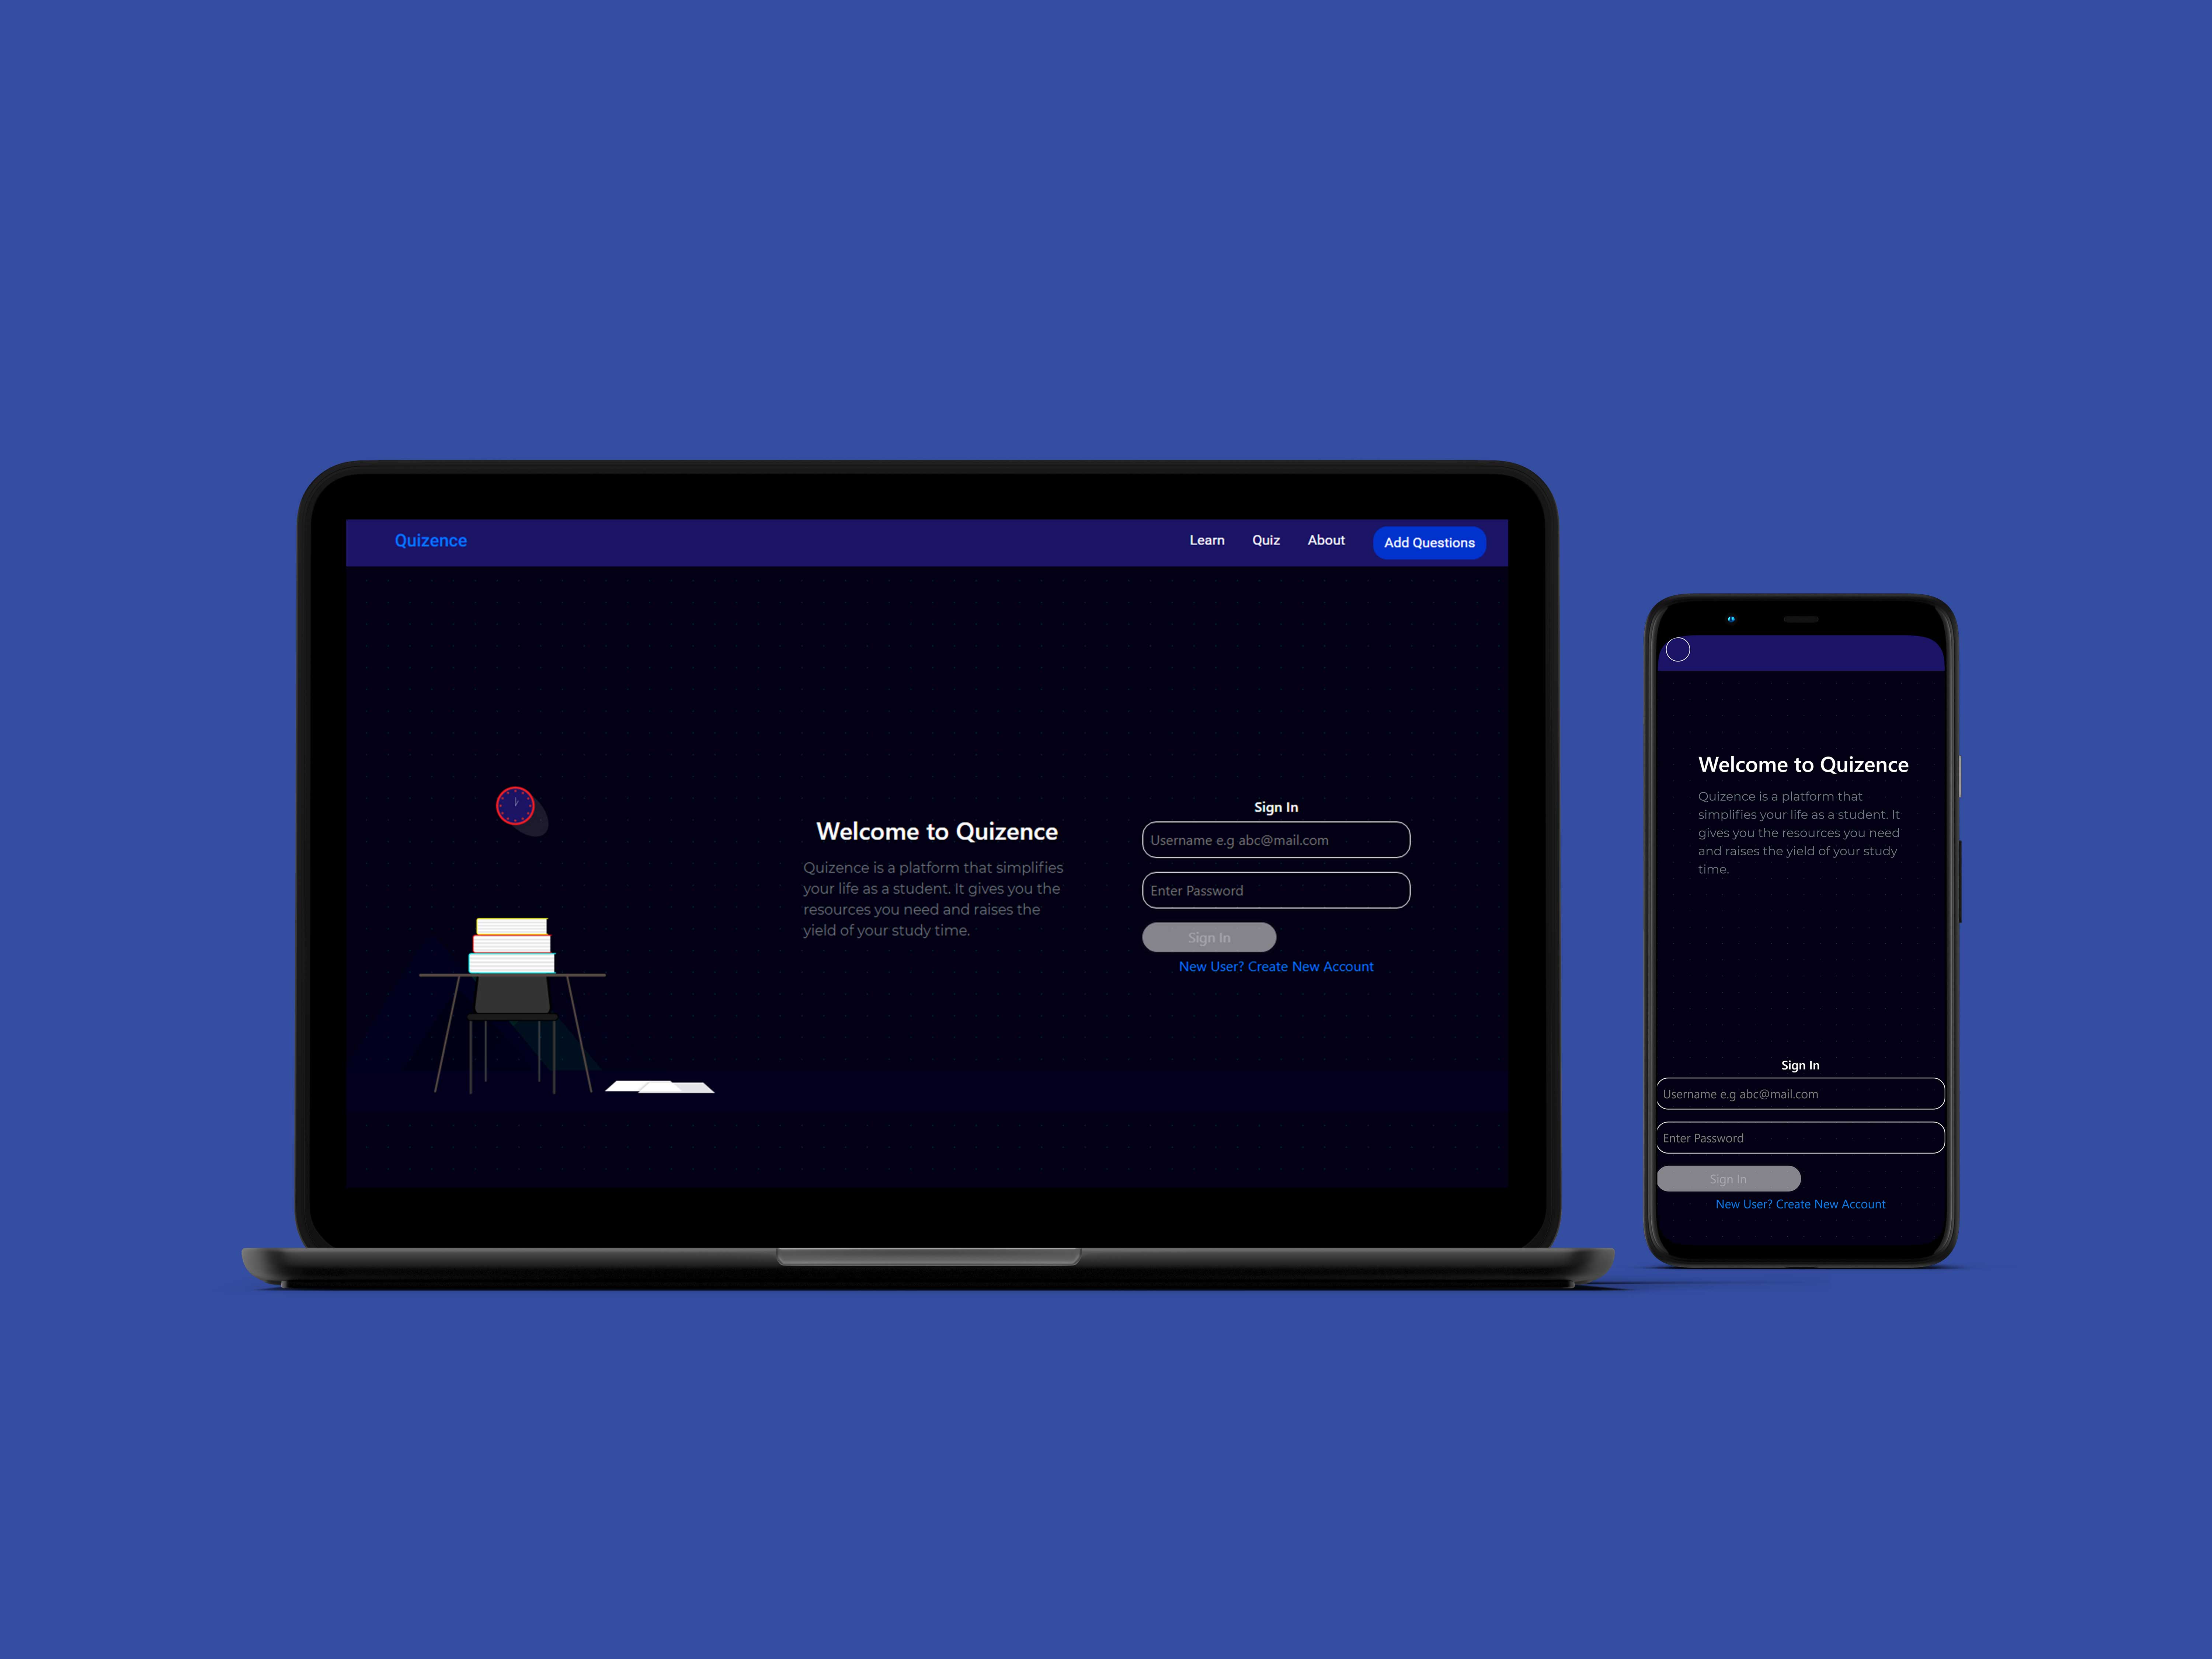 Quizence
Learn
Quiz
About
Add Questions
Welcome to Quizence
Quizence is a platform that simplifies
your life as a student. It gives you the
resources you need and raises the
yield of your study time.
Sign In
Username e.g abc@mail.com
Enter Password
Sign In
New User? Create New Account
Welcome to Quizence
Quizence is a platform that
simplifies your life as a student. It
gives you the resources you need
and raises the yield of your study
time.
Sign In
Username e.g abc@mail.com
Enter Password
Sign In
New User? Create New Account